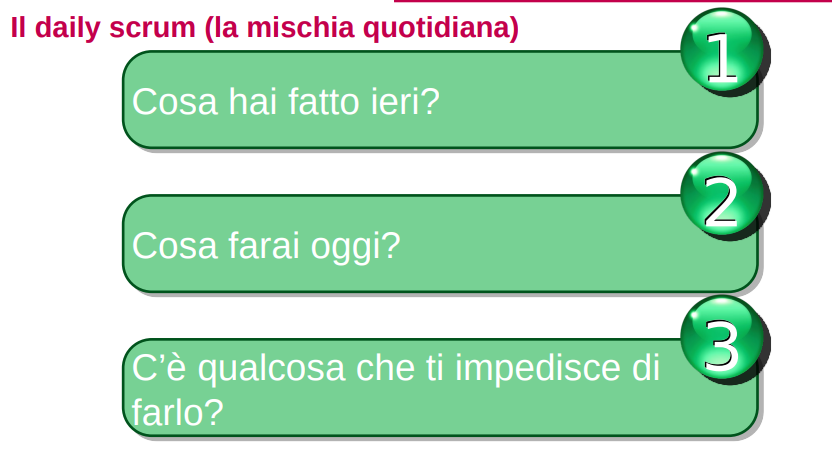 Il daily scrum (la mischia quotidiana)
1
Cosa hai fatto ieri?
2
Cosa farai oggi?
3
C’è qualcosa che ti impedisce di
farlo?